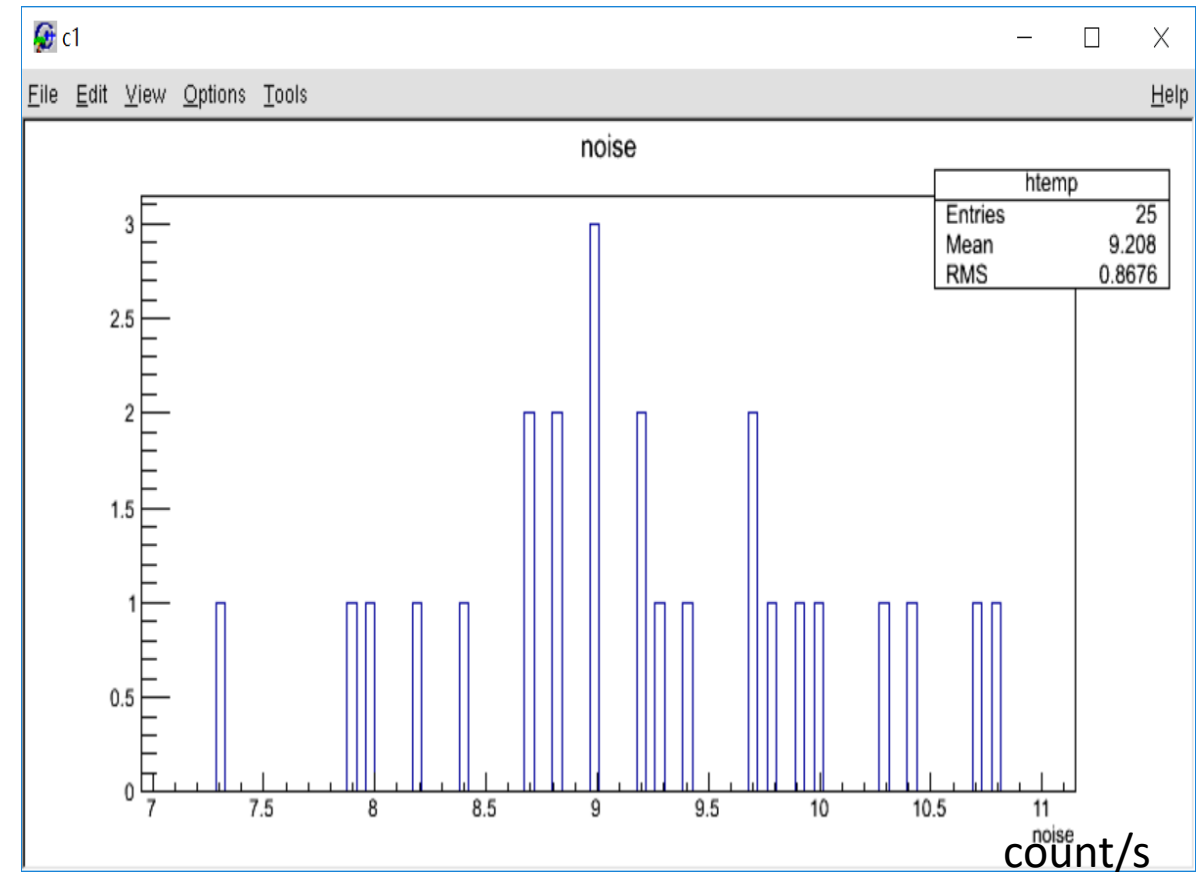 c1
File Edit View Options Tools Help
noise
htemp
Entries 25
Mean 9.208
RMS 0.8676
3
2.5
2
1.5
1
0.5
0
7 7.5 8 8.5 9 9.5 10 10.5 11
noise
count/s